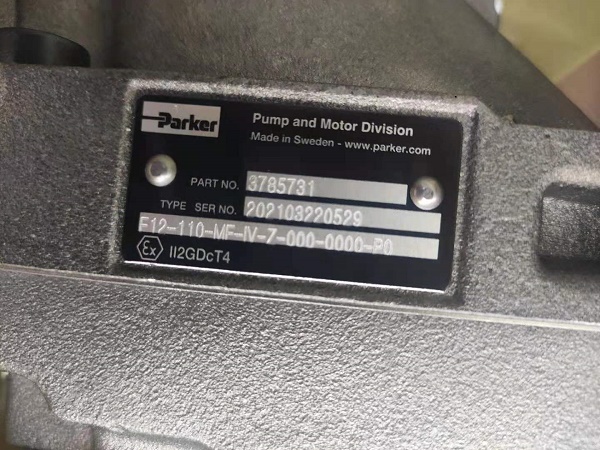 Parker
Pump and Motor Division
Made in Sweden - www.parker.com
PART NO. 3785731
TYPE SER NO. 202103220529
F12-110-MF-IV-Z-000-0000-P0
Ex II2GDcT4